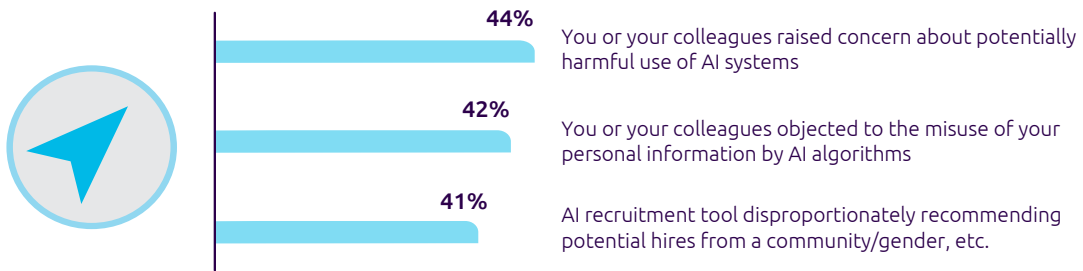 44%
You or your colleagues raised concern about potentially
harmful use of AI systems
42%
You or your colleagues objected to the misuse of your
personal information by AI algorithms
41%
AI recruitment tool disproportionately recommending
potential hires from a community/gender, etc.